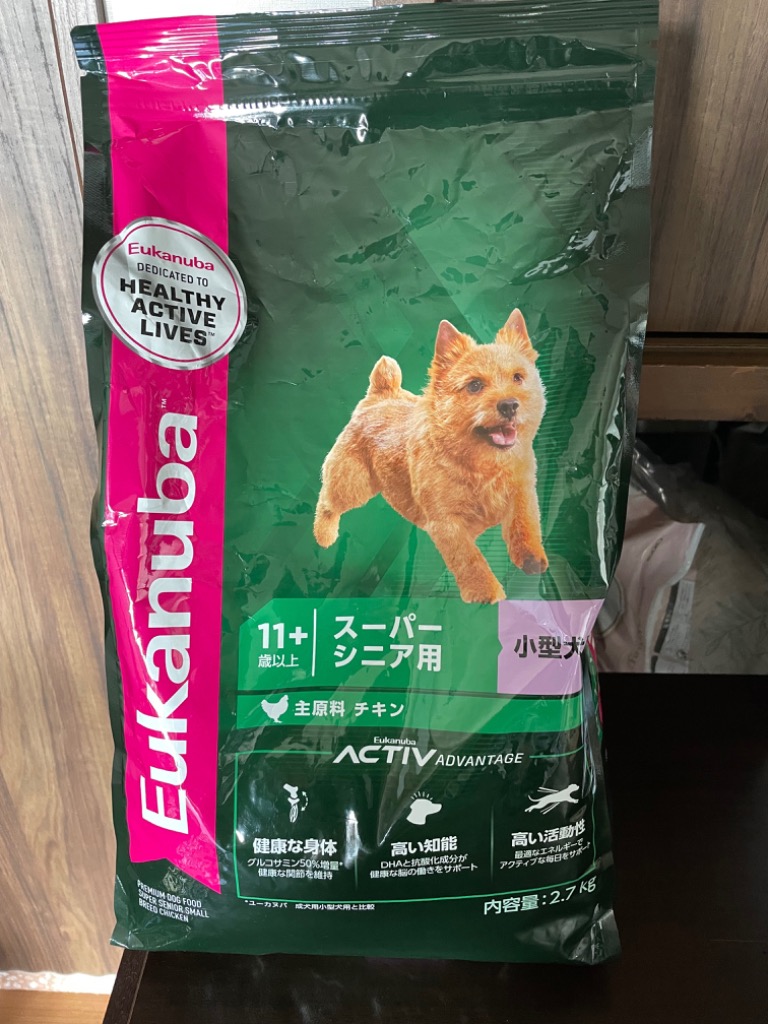 Eukanuba
DEDICATED TO
HEALTHY
ACTIVE
LIVES™
Eukanuba™
11+
歳以上
スーパー
シニア用
小型犬
主原料 チキン
Eukanuba
ACTIV ADVANTAGE
健康な身体
グルコサミン50%増量*
健康な関節を維持
高い知能
DHAと抗酸化成分が
健康な脳の働きをサポート
高い活動性
最適なエネルギーで
アクティブな毎日をサポート
*ユーカヌバ 成犬用小型犬用と比較
内容量:2.7kg
PREMIUM DOG FOOD
SUPER SENIOR SMALL
BREED CHICKEN